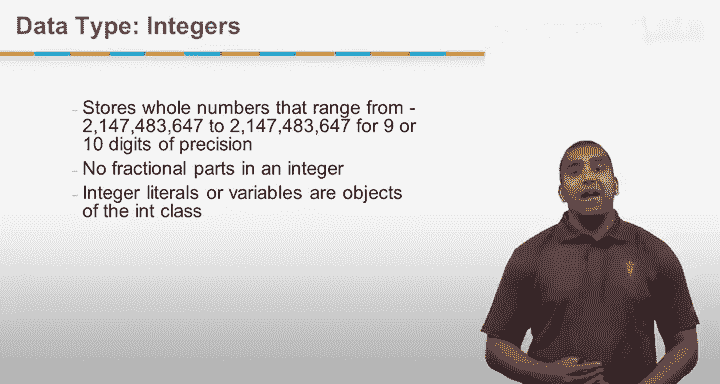 Data Type: Integers
- Stores whole numbers that range from -
2,147,483,647 to 2,147,483,647 for 9 or
10 digits of precision
- No fractional parts in an integer
- Integer literals or variables are objects
of the int class